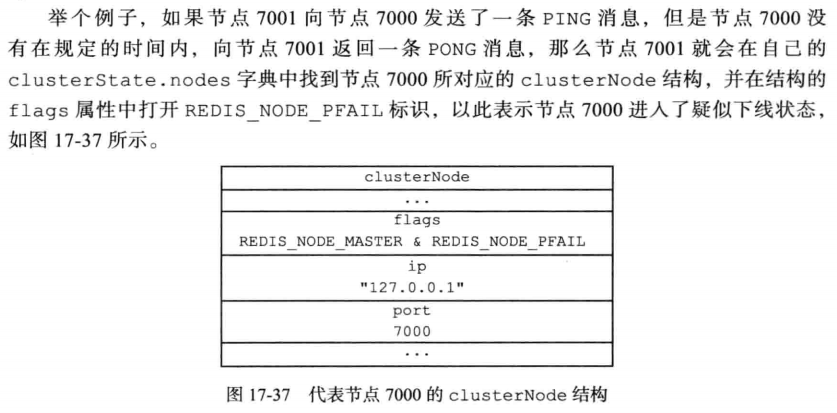 举个例子，如果节点 7001 向节点 7000 发送了一条 PING 消息，但是节点 7000 没
有在规定的时间内，向节点 7001 返回一条 PONG 消息，那么节点 7001 就会在自己的
clusterState.nodes 字典中找到节点 7000 所对应的 clusterNode 结构，并在结构的
flags 属性中打开 REDIS_NODE_PFAIL 标识，以此表示节点 7000 进入了疑似下线状态，
如图 17-37 所示。
clusterNode
...
flags
REDIS_NODE_MASTER & REDIS_NODE_PFAIL
ip
"127.0.0.1"
port
7000
...
图 17-37 代表节点 7000 的 clusterNode 结构